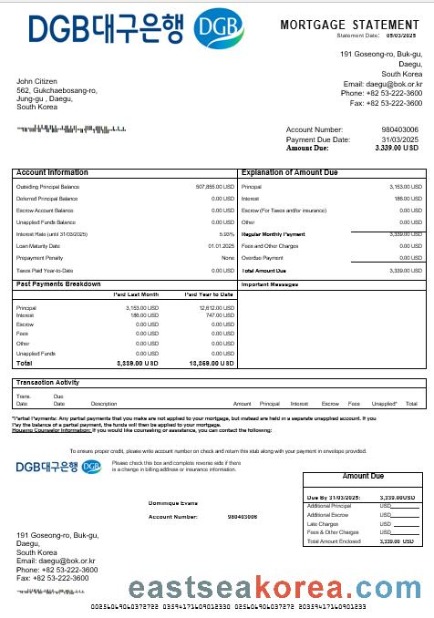 DGB대구은행 DGB
MORTGAGE STATEMENT
Statement Date: 05/03/2025
191 Goseong-ro, Buk-gu,
Daegu,
South Korea
Email: daegu@bok.or.kr
Phone: +82 53-222-3600
Fax: +82 53-222-3600
John Citizen
562, Gukchaebosang-ro,
Jung-gu , Daegu,
South Korea
Account Number: 980403006
Payment Due Date: 31/03/2025
Amount Due: 3,339.00 USD
Account Information
Outstding Principal Balance 507,855.00 USD
Deferred Principal Balance 0.00 USD
Escrow Account Balance 0.00 USD
Unapplied Funds Balance 0.00 USD
Interest Rate (until 31/03/2025) 5.00%
Loan Maturity Date 01.01.2025
Prepayment Penalty None
Taxes Paid Year-to-Date 0.00 USD
Explanation of Amount Due
Principal 3,153.00 USD
Interest 186.00 USD
Escrow (For Taxes and/or insurance) 0.00 USD
Other 0.00 USD
Regular Monthly Payment 3,339.00 USD
Fees and Other Charges 0.00 USD
Overdue Payment 0.00 USD
Total Amount Due 3,339.00 USD
Past Payments Breakdown
Paid Last Month Paid Year to Date
Principal 3,153.00 USD 12,612.00 USD
Interest 186.00 USD 747.00 USD
Escrow 0.00 USD 0.00 USD
Fees 0.00 USD 0.00 USD
Other 0.00 USD 0.00 USD
Unapplied Funds 0.00 USD 0.00 USD
Total 3,339.00 USD 13,359.00 USD
Important Messages
Transaction Activity
Trans. Date Due Date Description Amount Principal Interest Escrow Fees Unapplied* Total
*Partial Payments: Any partial payments that you make are not applied to your mortgage, but instead are held in a separate unapplied account. If you
Pay the balance of a partial payment, the funds will then be applied to your mortgage.
Housing Counselor Information: If you would like counseling or assistance, you can contact the following:
To ensure proper credit, please write account number on check and return this stub along with your payment in envelope provided.
DGB대구은행 DGB
Please check this box and complete reverse side if there
is a change in billing address or insurance information.
Dominique Evans
Account Number: 980403006
Amount Due
Due By 31/03/2025: 3,339.00USD
Additional Principal USD
Additional Escrow USD
Late Charges USD
Fees & Other Charges USD
Total Amount Enclosed 3,339.00 USD
191 Goseong-ro, Buk-gu,
Daegu,
South Korea
Email: daegu@bok.or.kr
Phone: +82 53-222-3600
Fax: +82 53-222-3600
eastseakorea.com